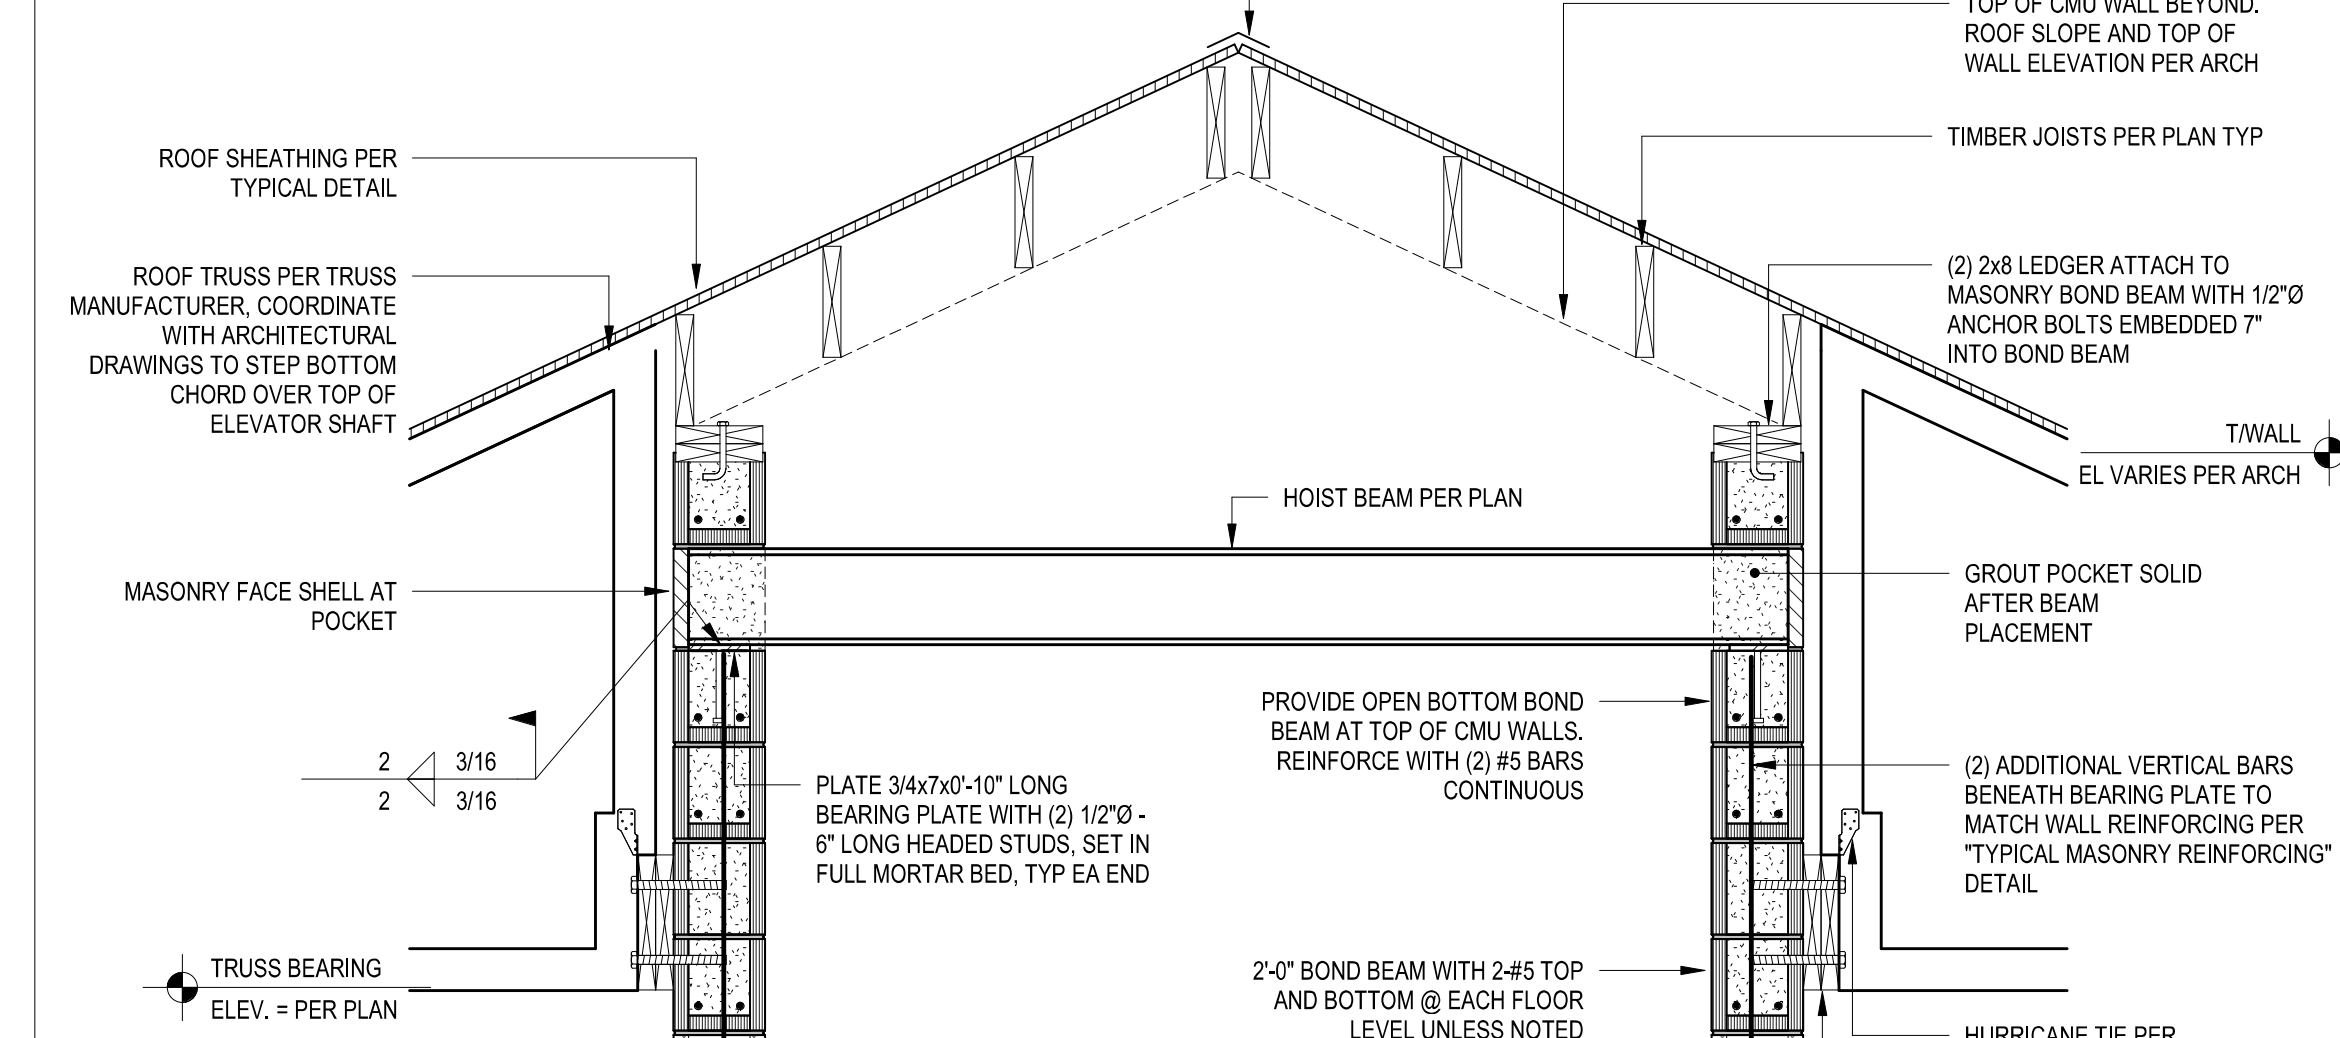 TOP OF CMU WALL BEYOND.
ROOF SLOPE AND TOP OF
WALL ELEVATION PER ARCH
TIMBER JOISTS PER PLAN TYP
ROOF SHEATHING PER
TYPICAL DETAIL
ROOF TRUSS PER TRUSS
MANUFACTURER, COORDINATE
WITH ARCHITECTURAL
DRAWINGS TO STEP BOTTOM
CHORD OVER TOP OF
ELEVATOR SHAFT
(2) 2x8 LEDGER ATTACH TO
MASONRY BOND BEAM WITH 1/2"Ø
ANCHOR BOLTS EMBEDDED 7"
INTO BOND BEAM
T/WALL
EL VARIES PER ARCH
HOIST BEAM PER PLAN
MASONRY FACE SHELL AT
POCKET
GROUT POCKET SOLID
AFTER BEAM
PLACEMENT
PROVIDE OPEN BOTTOM BOND
BEAM AT TOP OF CMU WALLS.
REINFORCE WITH (2) #5 BARS
CONTINUOUS
2 3/16
2 3/16
PLATE 3/4x7x0'-10" LONG
BEARING PLATE WITH (2) 1/2"Ø -
6" LONG HEADED STUDS, SET IN
FULL MORTAR BED, TYP EA END
(2) ADDITIONAL VERTICAL BARS
BENEATH BEARING PLATE TO
MATCH WALL REINFORCING PER
"TYPICAL MASONRY REINFORCING"
DETAIL
TRUSS BEARING
ELEV. = PER PLAN
2'-0" BOND BEAM WITH 2-#5 TOP
AND BOTTOM @ EACH FLOOR
LEVEL UNLESS NOTED
HURRICANE TIE PER